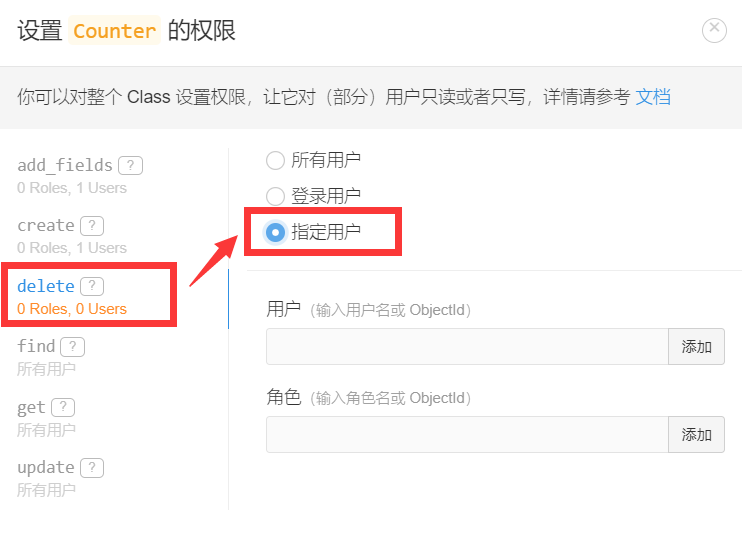 设置 Counter 的权限
你可以对整个 Class 设置权限，让它对（部分）用户只读或者只写，详情请参考 文档
add_fields ?
0 Roles, 1 Users
create ?
0 Roles, 1 Users
delete ?
0 Roles, 0 Users
find ?
所有用户
get ?
所有用户
update ?
所有用户
所有用户
登录用户
指定用户
用户（输入用户名或 ObjectId）
添加
角色（输入角色名或 ObjectId）
添加